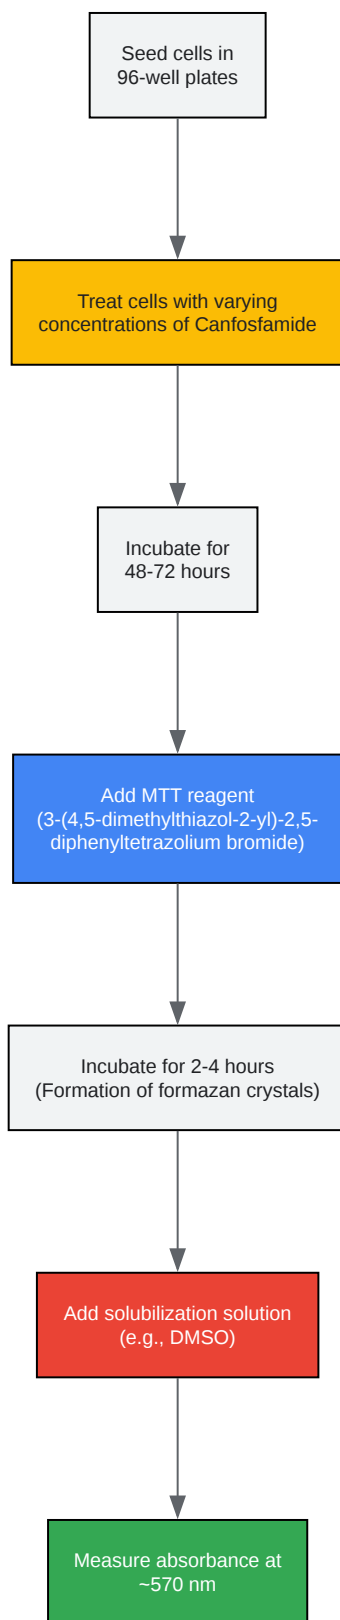 Seed cells in
96-well plates
Treat cells with varying
concentrations of Canfosfamide
Incubate for
48-72 hours
Add MTT reagent
(3-(4,5-dimethylthiazol-2-yl)-2,5-
diphenyltetrazolium bromide)
Incubate for 2-4 hours
(Formation of formazan crystals)
Add solubilization solution
(e.g., DMSO)
Measure absorbance at
~570 nm